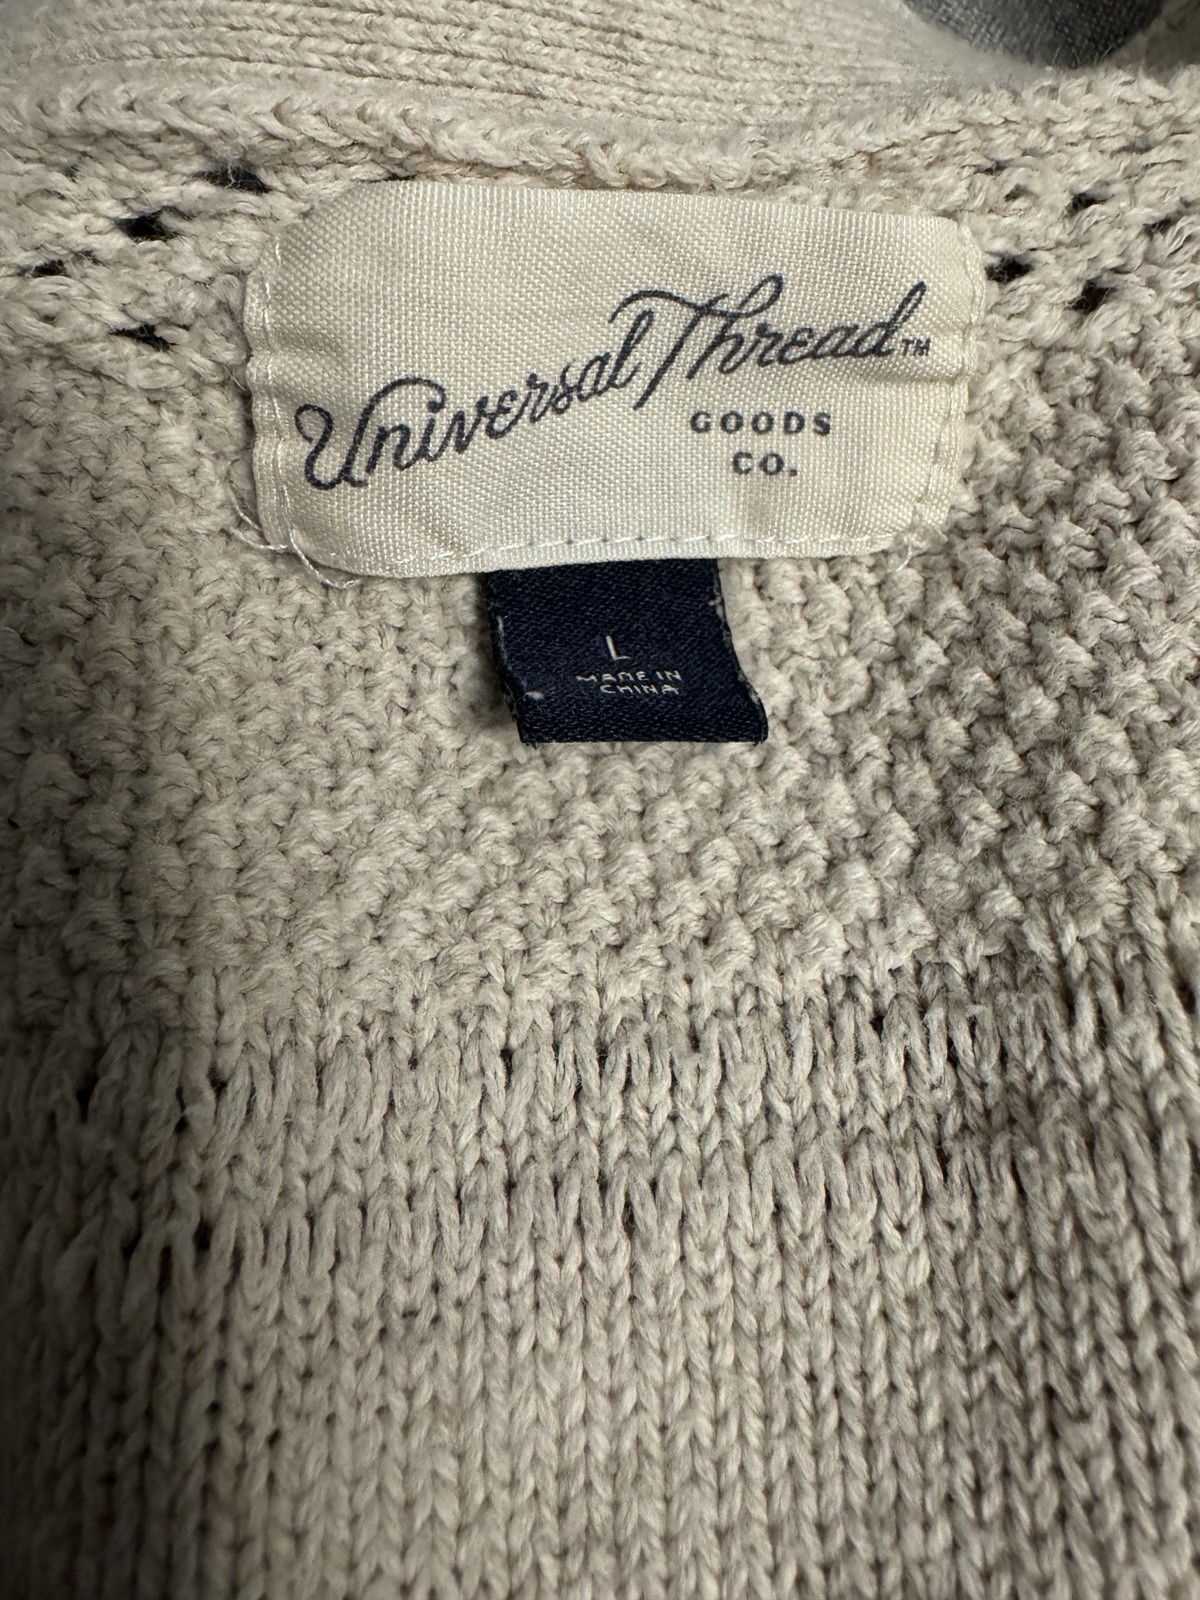 Universal Thread™
GOODS
CO.
L
MADE IN
CHINA